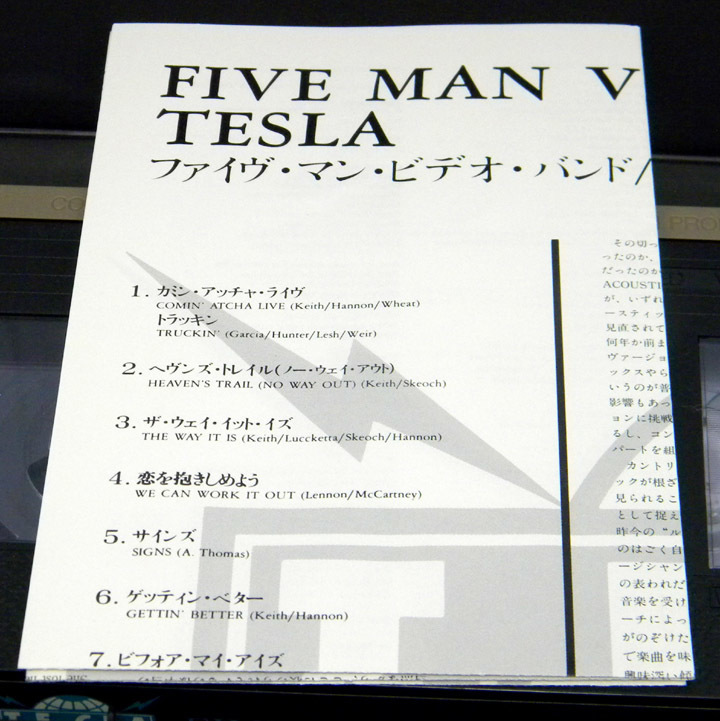 FIVE MAN V
TESLA
ファイヴ・マン・ビデオ・バンド/
1. カミン・アッチャ・ライヴ
COMIN' ATCHA LIVE (Keith/Hannon/Wheat)
トラッキン
TRUCKIN' (Garcia/Hunter/Lesh/Weir)
2. ヘヴンズ・トレイル(ノー・ウェイ・アウト)
HEAVEN'S TRAIL (NO WAY OUT) (Keith/Skeoch)
3. ザ・ウェイ・イット・イズ
THE WAY IT IS (Keith/Luccketta/Skeoch/Hannon)
4. 恋を抱きしめよう
WE CAN WORK IT OUT (Lennon/McCartney)
5. サインズ
SIGNS (A. Thomas)
6. ゲッティン・ベター
GETTIN' BETTER (Keith/Hannon)
7. ビフォア・マイ・アイズ
その切っ
ったのか、
だったのか
ACOUSTI
が、いずれ
ースティッ
見直されて
何年か前ま
ヴァージョ
ックスやら
いうのが普
影響もあっ
ョンに挑戦
るし、コン
パートを組
カントリ
ックが根ざ
見られるこ
として捉え
昨今の“ル
のはごく自
ージシャン
の表われだ
音楽を受け
ーチによっ
がのぞけた
で楽曲を味
興味深い傾
PRO